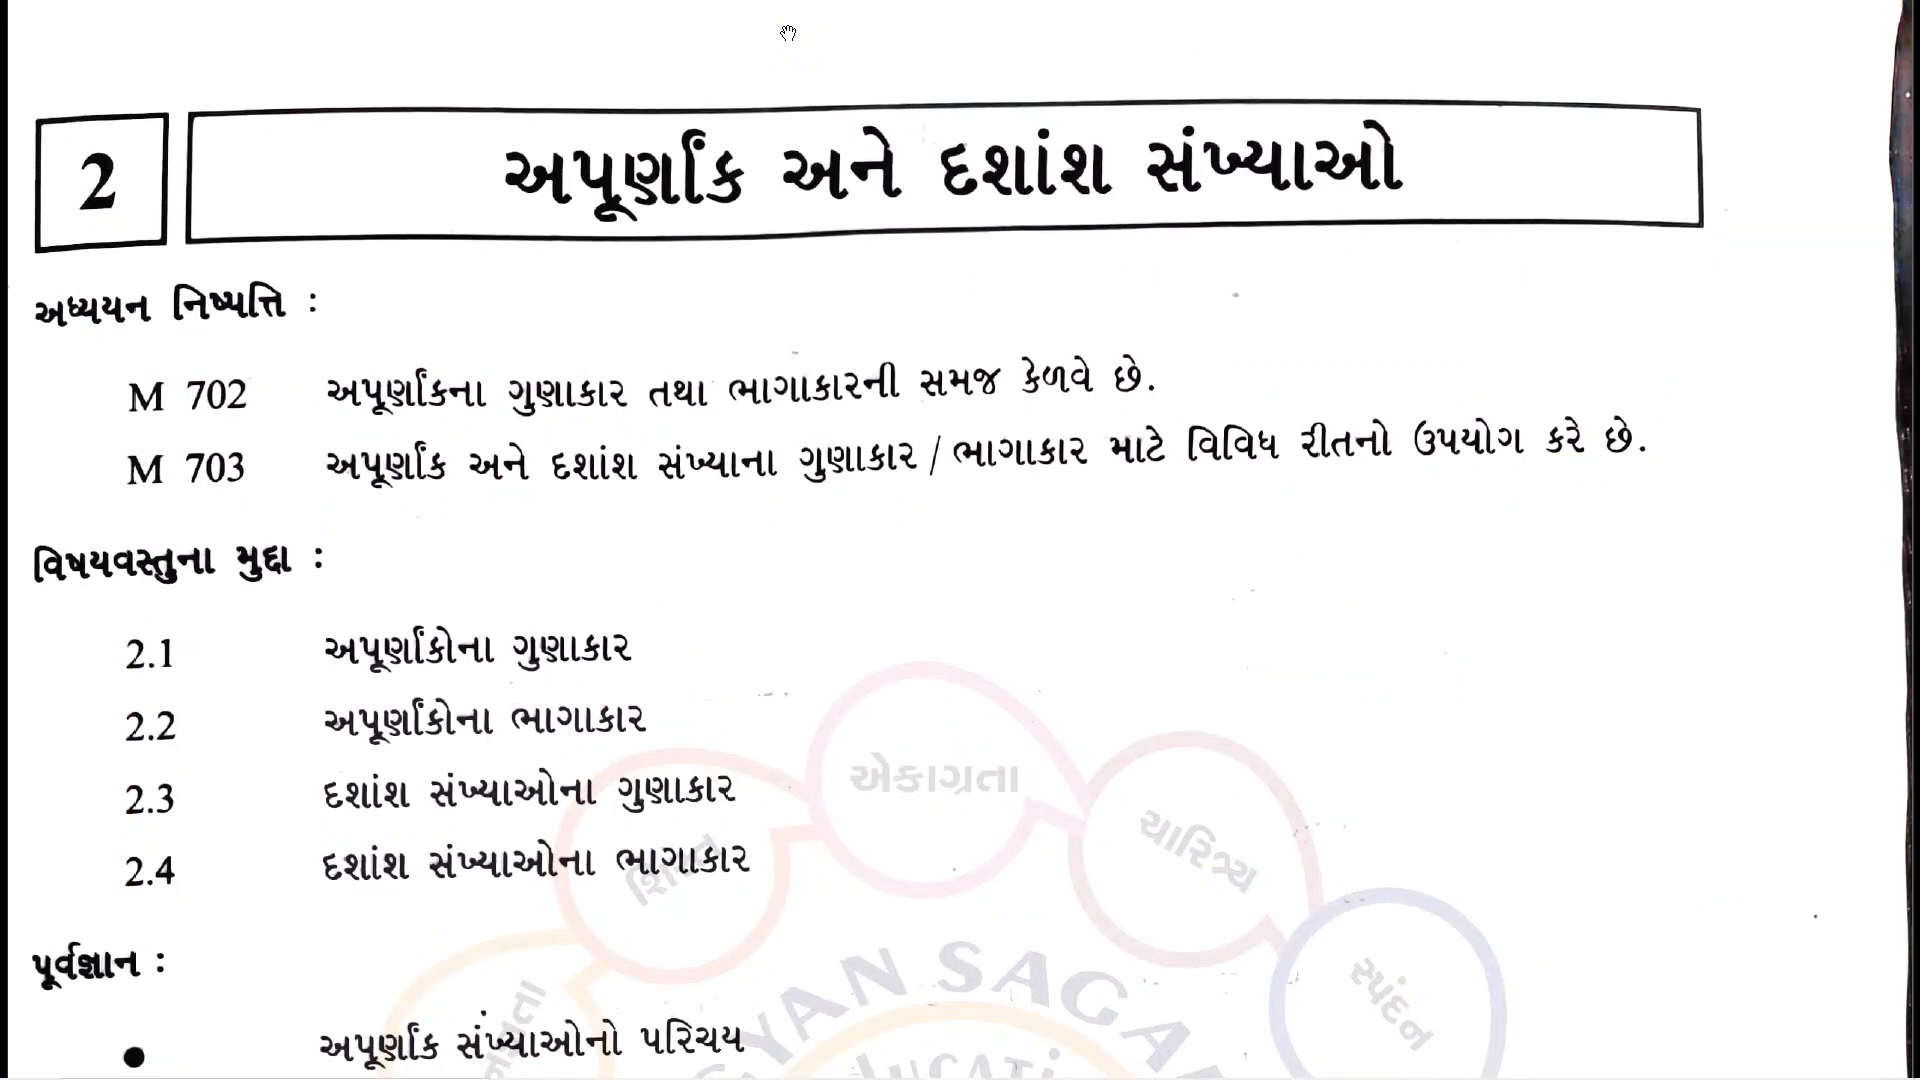 2
અપૂર્ણાંક અને દશાંશ સંખ્યાઓ
અધ્યયન નિષ્પત્તિ :
M 702 અપૂર્ણાંકના ગુણાકાર તથા ભાગાકારની સમજ કેળવે છે.
M 703 અપૂર્ણાંક અને દશાંશ સંખ્યાના ગુણાકાર / ભાગાકાર માટે વિવિધ રીતનો ઉપયોગ કરે છે.
વિષયવસ્તુના મુદ્દા :
2.1 અપૂર્ણાંકોના ગુણાકાર
2.2 અપૂર્ણાંકોના ભાગાકાર
2.3 દશાંશ સંખ્યાઓના ગુણાકાર
2.4 દશાંશ સંખ્યાઓના ભાગાકાર
પૂર્વજ્ઞાન :
● અપૂર્ણાંક સંખ્યાઓનો પરિચય
એકાગ્રતા
ચારિત્ર્ય
સ્પંદન